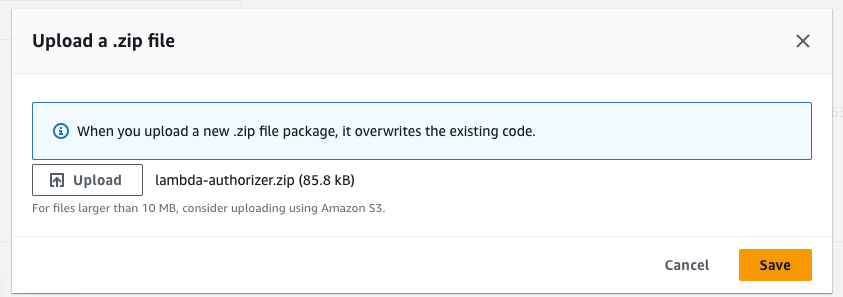 Upload a .zip file
When you upload a new .zip file package, it overwrites the existing code.
Upload lambda-authorizer.zip (85.8 kB)
For files larger than 10 MB, consider uploading using Amazon S3.
Cancel Save